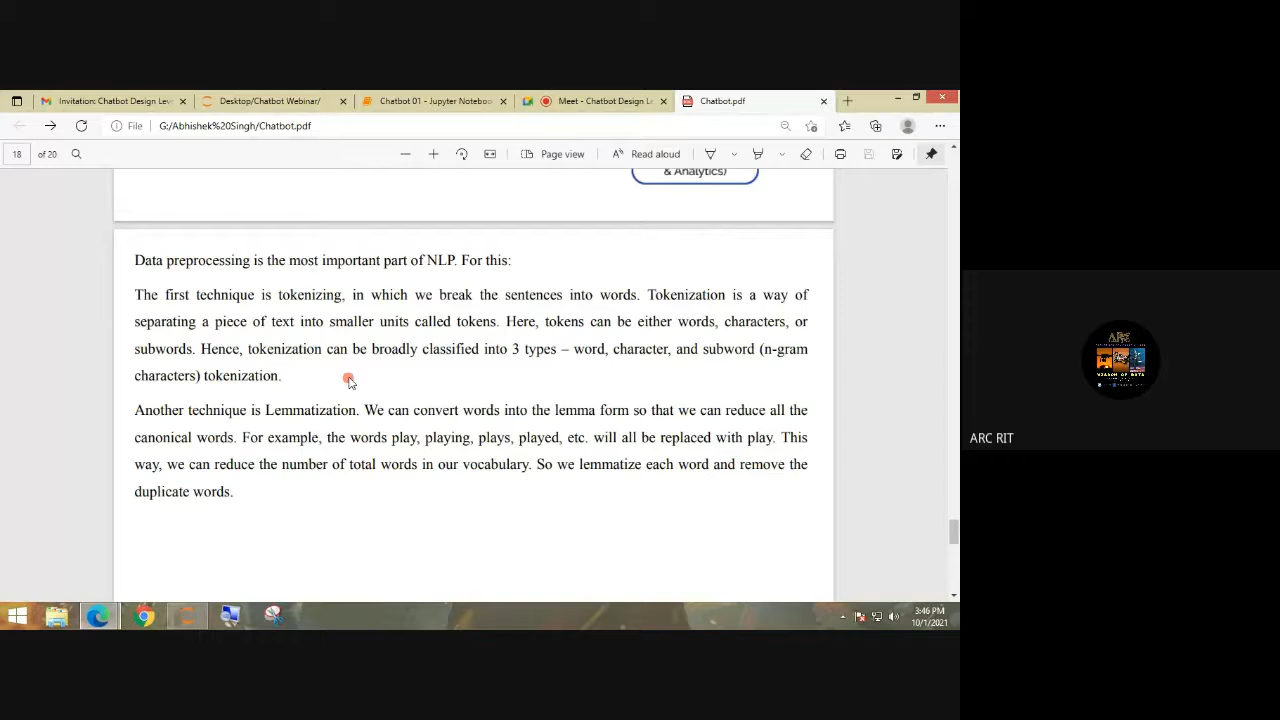 Invitation: Chatbot Design Leve
Desktop/Chatbot Webinar/
Chatbot 01 - Jupyter Noteboo
Meet - Chatbot Design Le
Chatbot.pdf
File
G:/Abhishek%20Singh/Chatbot.pdf
18
of 20
Page view
Read aloud
& Analytics)
Data preprocessing is the most important part of NLP. For this:
The first technique is tokenizing, in which we break the sentences into words. Tokenization is a way of
separating a piece of text into smaller units called tokens. Here, tokens can be either words, characters, or
subwords. Hence, tokenization can be broadly classified into 3 types – word, character, and subword (n-gram
characters) tokenization.
Another technique is Lemmatization. We can convert words into the lemma form so that we can reduce all the
canonical words. For example, the words play, playing, plays, played, etc. will all be replaced with play. This
way, we can reduce the number of total words in our vocabulary. So we lemmatize each word and remove the
duplicate words.
ARC RIT
3:46 PM
10/1/2021